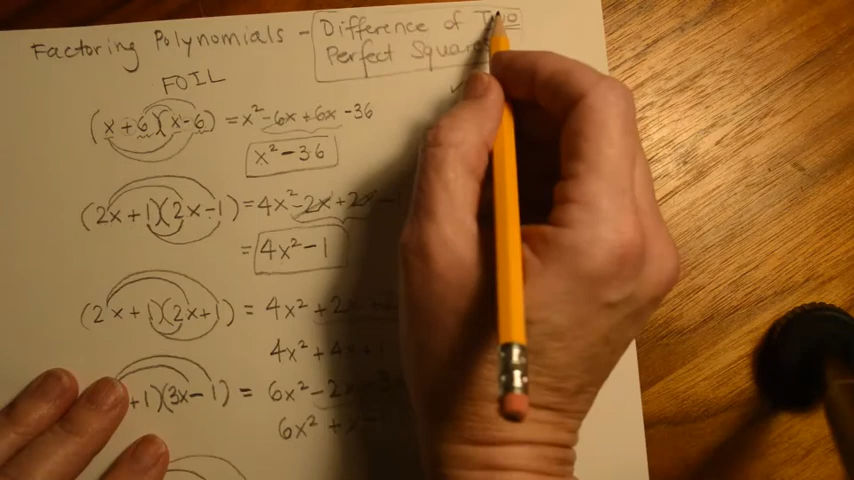 Factoring Polynomials - Difference of Two
Perfect Squares
FOIL
(x+6)(x-6) = x²-6x+6x-36
x²-36
(2x+1)(2x-1) = 4x²-2x+2x-
= 4x²-1
(2x+1)(2x+1) = 4x²+2x
4x²+4x+1
+1)(3x-1) = 6x²-2x+3x
6x²+x-